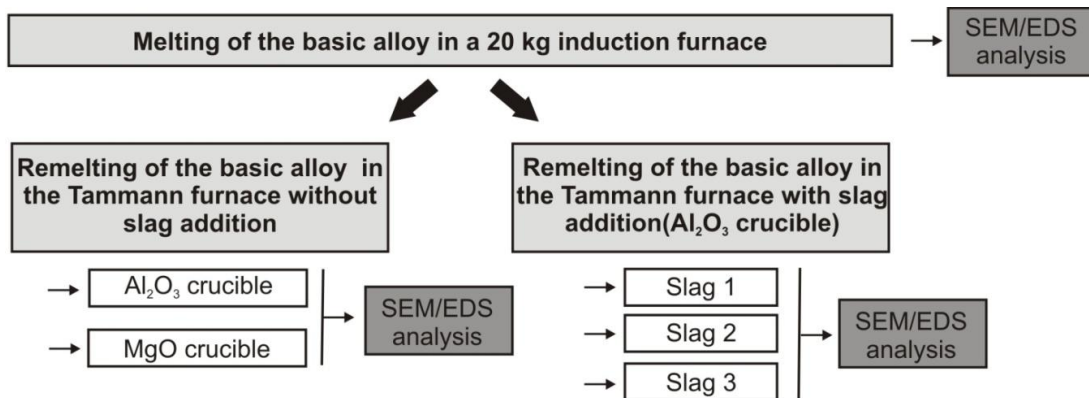 Melting of the basic alloy in a 20 kg induction furnace
SEM/EDS
analysis
Remelting of the basic alloy in
the Tammann furnace without
slag addition
Remelting of the basic alloy in
the Tammann furnace with slag
addition(Al₂O₃ crucible)
Al₂O₃ crucible
MgO crucible
SEM/EDS
analysis
Slag 1
Slag 2
Slag 3
SEM/EDS
analysis